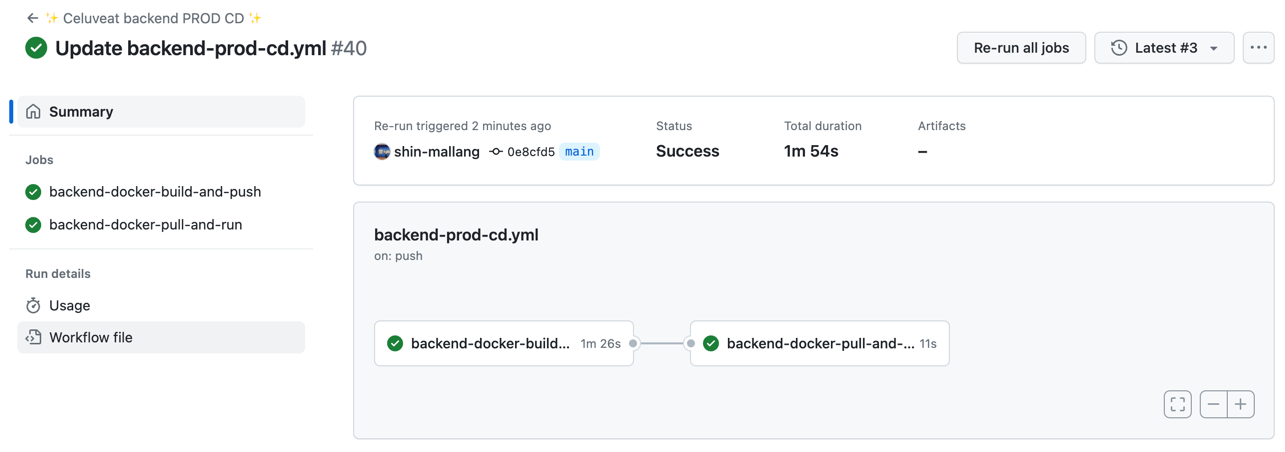 ← ✨ Celuveat backend PROD CD ✨
Update backend-prod-cd.yml #40
Re-run all jobs
Latest #3
Summary
Jobs
backend-docker-build-and-push
backend-docker-pull-and-run
Run details
Usage
Workflow file
Re-run triggered 2 minutes ago
shin-mallang 0e8cfd5 main
Status
Success
Total duration
1m 54s
Artifacts
–
backend-prod-cd.yml
on: push
backend-docker-build... 1m 26s
backend-docker-pull-and-... 11s